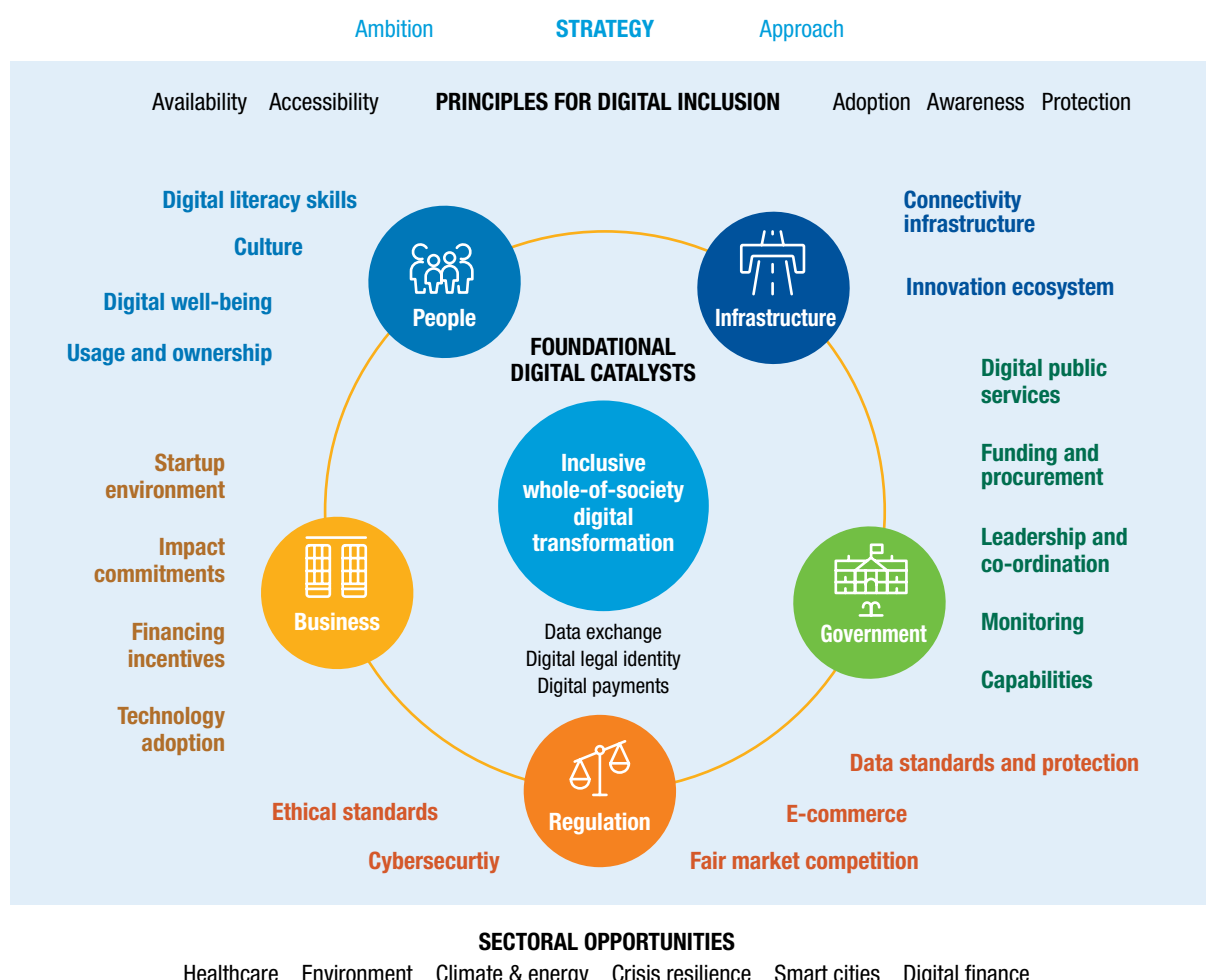 Ambition STRATEGY Approach
Availability Accessibility PRINCIPLES FOR DIGITAL INCLUSION Adoption Awareness Protection
Digital literacy skills
Culture
Digital well-being
Usage and ownership
People
Infrastructure
Connectivity
infrastructure
Innovation ecosystem
FOUNDATIONAL
DIGITAL CATALYSTS
Inclusive
whole-of-society
digital
transformation
Data exchange
Digital legal identity
Digital payments
Digital public
services
Funding and
procurement
Leadership and
co-ordination
Monitoring
Capabilities
Government
Startup
environment
Impact
commitments
Financing
incentives
Technology
adoption
Business
Regulation
Ethical standards
Cybersecurtiy
Data standards and protection
E-commerce
Fair market competition
SECTORAL OPPORTUNITIES
Healthcare Environment Climate & energy Crisis resilience Smart cities Digital finance